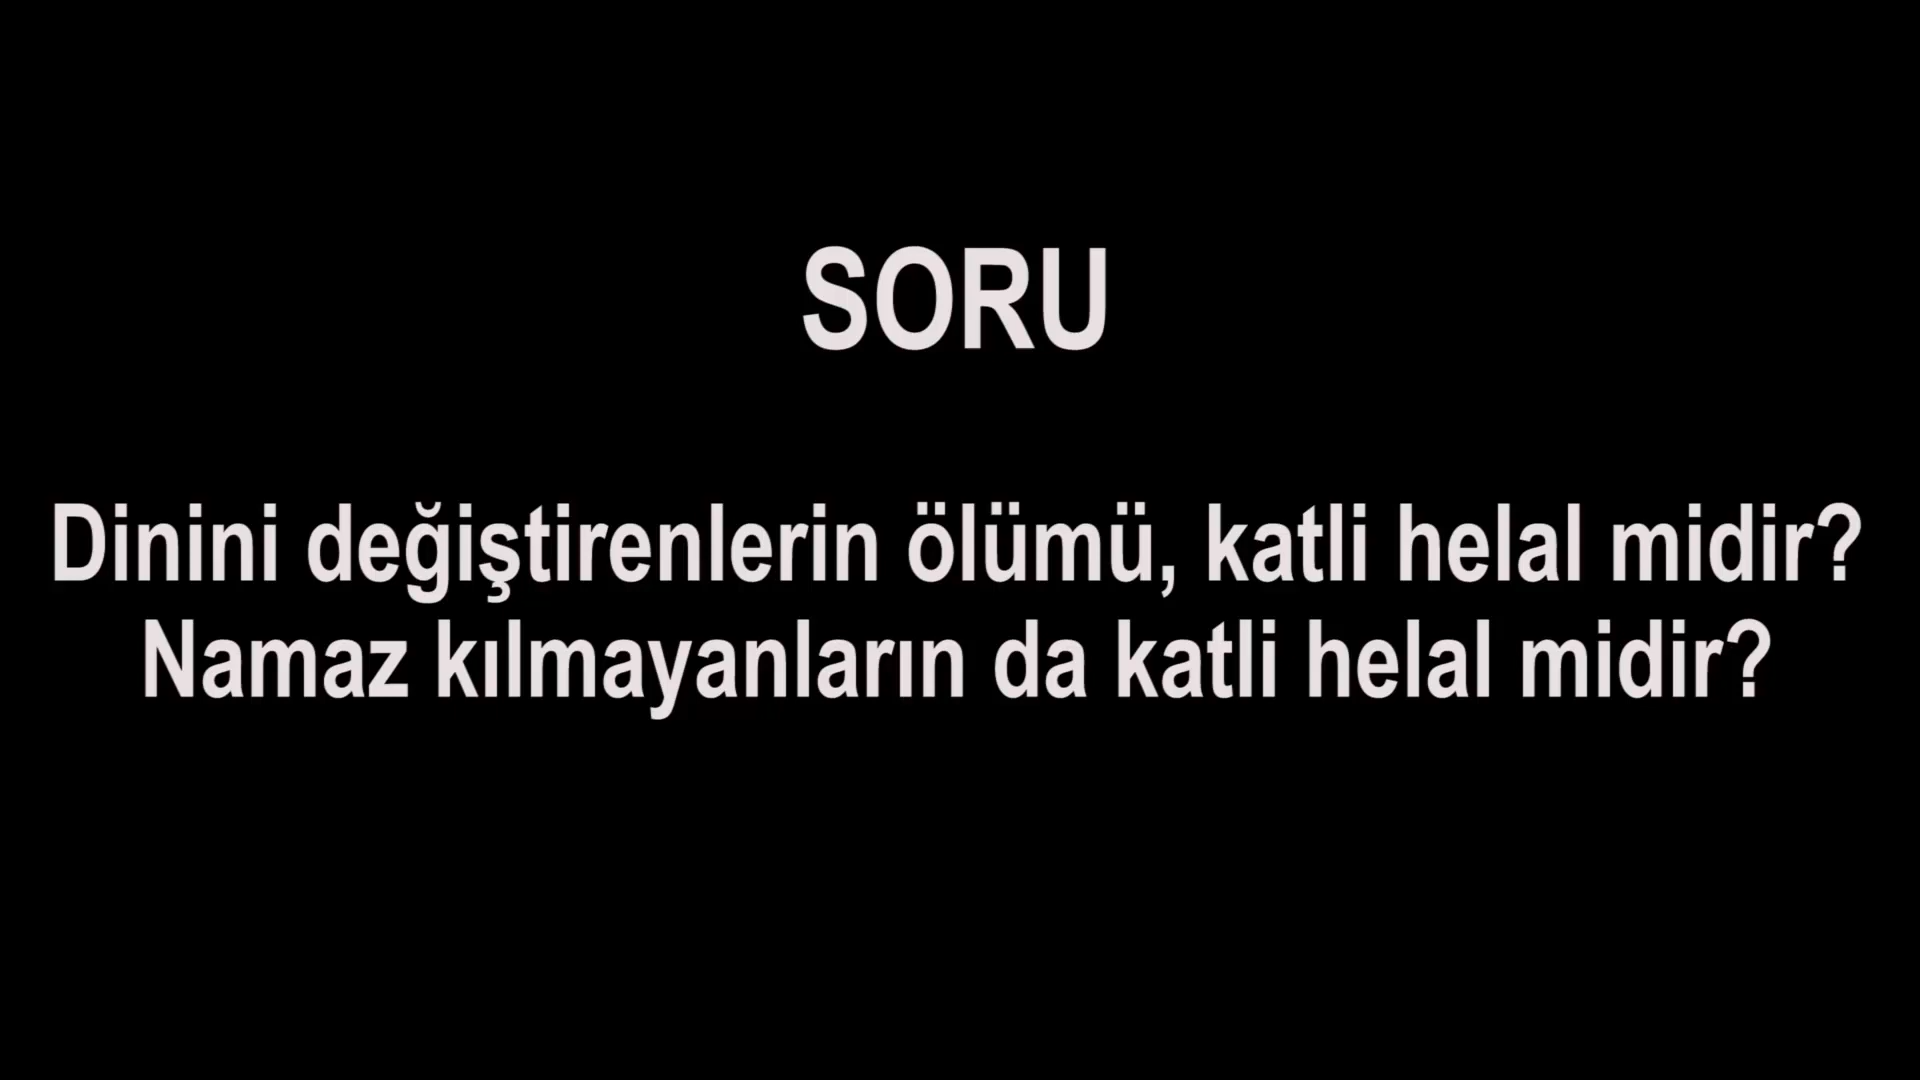 SORU
Dinini değiştirenlerin ölümü, katli helal midir?
Namaz kılmayanların da katli helal midir?